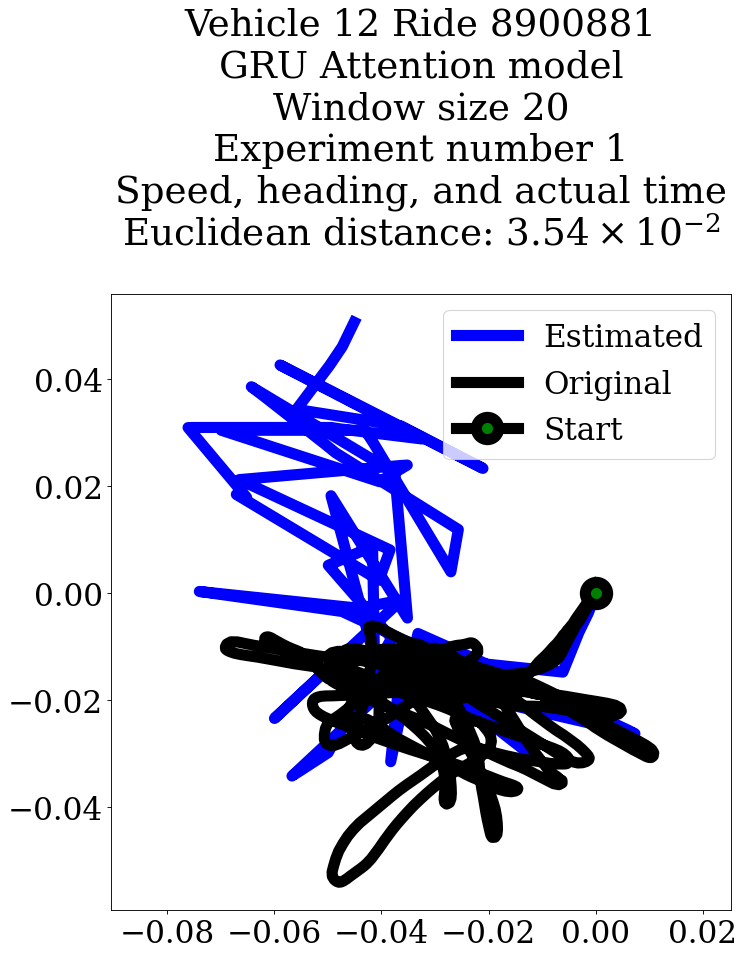 Vehicle 12 Ride 8900881
GRU Attention model
Window size 20
Experiment number 1
Speed, heading, and actual time
Euclidean distance: 3.54 × 10⁻²
Estimated
Original
Start
0.04
0.02
0.00
−0.02
−0.04
−0.08 −0.06 −0.04 −0.02 0.00 0.02